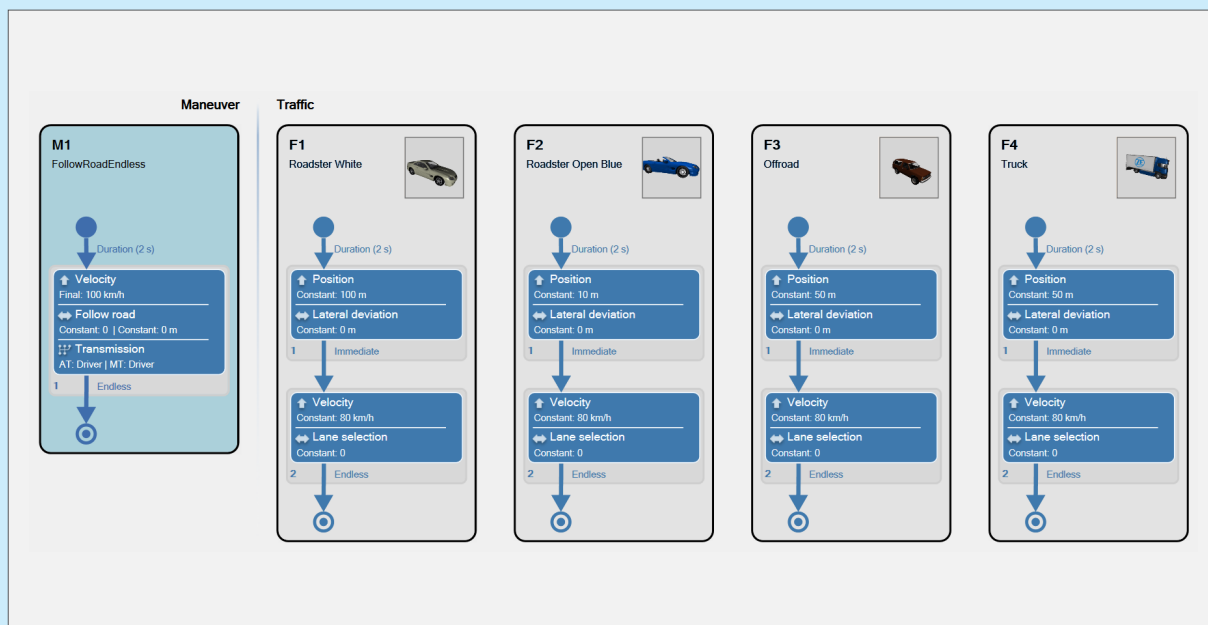 Maneuver
Traffic
M1
FollowRoadEndless
Duration (2 s)
Velocity
Final: 100 km/h
Follow road
Constant: 0 | Constant: 0 m
Transmission
AT: Driver | MT: Driver
1 Endless
F1
Roadster White
Duration (2 s)
Position
Constant: 100 m
Lateral deviation
Constant: 0 m
1 Immediate
Velocity
Constant: 80 km/h
Lane selection
Constant: 0
2 Endless
F2
Roadster Open Blue
Duration (2 s)
Position
Constant: 10 m
Lateral deviation
Constant: 0 m
1 Immediate
Velocity
Constant: 80 km/h
Lane selection
Constant: 0
2 Endless
F3
Offroad
Duration (2 s)
Position
Constant: 50 m
Lateral deviation
Constant: 0 m
1 Immediate
Velocity
Constant: 80 km/h
Lane selection
Constant: 0
2 Endless
F4
Truck
ZF
Duration (2 s)
Position
Constant: 50 m
Lateral deviation
Constant: 0 m
1 Immediate
Velocity
Constant: 80 km/h
Lane selection
Constant: 0
2 Endless